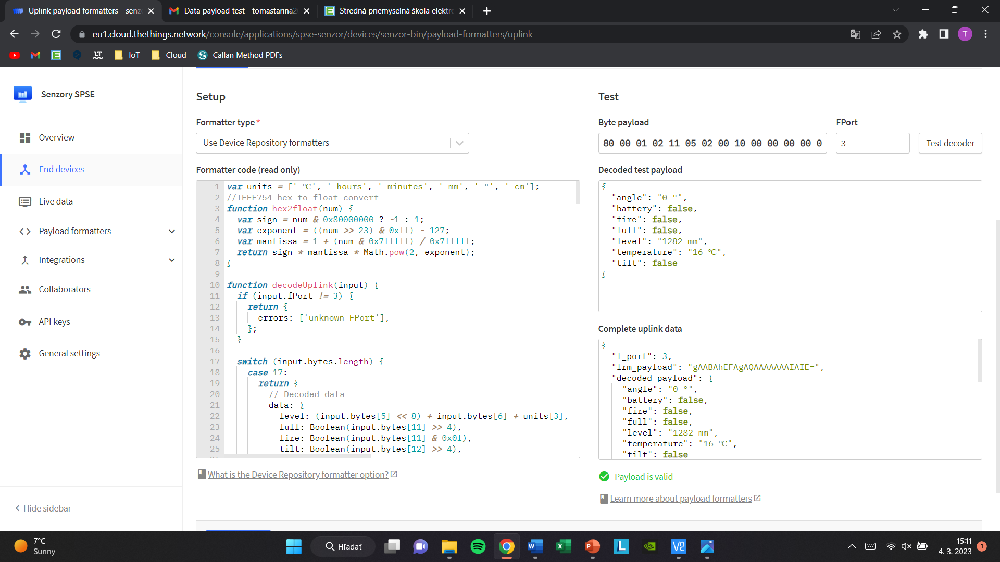 Uplink payload formatters - senz
Data payload test - tomastarina2
Stredná priemyselná škola elektro
eu1.cloud.thethings.network/console/applications/spse-senzor/devices/senzor-bin/payload-formatters/uplink
T
IoT
Cloud
Callan Method PDFs
Senzory SPSE
Overview
End devices
Live data
Payload formatters
Integrations
Collaborators
API keys
General settings
Hide sidebar
Setup
Formatter type*
Use Device Repository formatters
Formatter code (read only)
1 var units = [' ℃', ' hours', ' minutes', ' mm', ' °', ' cm'];
2 //IEEE754 hex to float convert
3 function hex2float(num) {
4 var sign = num & 0x80000000 ? -1 : 1;
5 var exponent = ((num >> 23) & 0xff) - 127;
6 var mantissa = 1 + (num & 0x7fffff) / 0x7fffff;
7 return sign * mantissa * Math.pow(2, exponent);
8 }
9
10 function decodeUplink(input) {
11 if (input.fPort != 3) {
12 return {
13 errors: ['unknown FPort'],
14 };
15 }
16
17 switch (input.bytes.length) {
18 case 17:
19 return {
20 // Decoded data
21 data: {
22 level: (input.bytes[5] << 8) + input.bytes[6] + units[3],
23 full: Boolean(input.bytes[11] >> 4),
24 fire: Boolean(input.bytes[11] & 0x0f),
25 tilt: Boolean(input.bytes[12] >> 4),
What is the Device Repository formatter option?
Test
Byte payload
80 00 01 02 11 05 02 00 10 00 00 00 00 0
FPort
3
Test decoder
Decoded test payload
{
"angle": "0 °",
"battery": false,
"fire": false,
"full": false,
"level": "1282 mm",
"temperature": "16 ℃",
"tilt": false
}
Complete uplink data
{
"f_port": 3,
"frm_payload": "gAABAhEFAgAQAAAAAAAIAIE=",
"decoded_payload": {
"angle": "0 °",
"battery": false,
"fire": false,
"full": false,
"level": "1282 mm",
"temperature": "16 ℃",
"tilt": false
Payload is valid
Learn more about payload formatters
7°C
Sunny
Hľadať
15:11
4. 3. 2023
1